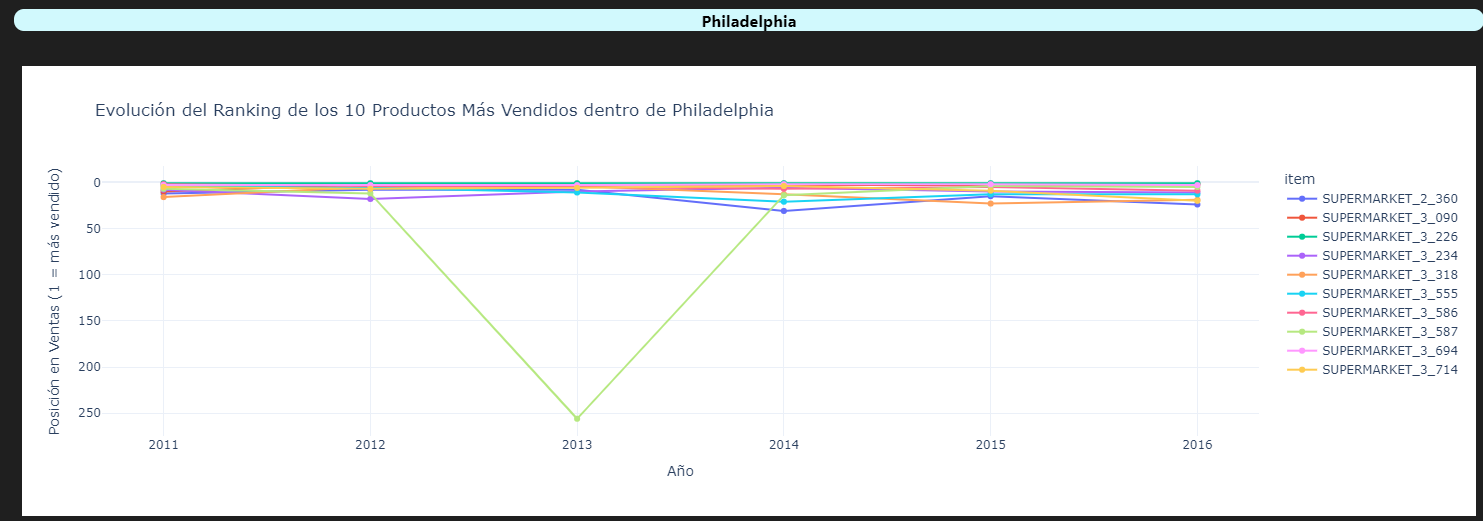 Philadelphia
Evolución del Ranking de los 10 Productos Más Vendidos dentro de Philadelphia
Posición en Ventas (1 = más vendido)
0
50
100
150
200
250
2011
2012
2013
2014
2015
2016
Año
item
SUPERMARKET_2_360
SUPERMARKET_3_090
SUPERMARKET_3_226
SUPERMARKET_3_234
SUPERMARKET_3_318
SUPERMARKET_3_555
SUPERMARKET_3_586
SUPERMARKET_3_587
SUPERMARKET_3_694
SUPERMARKET_3_714